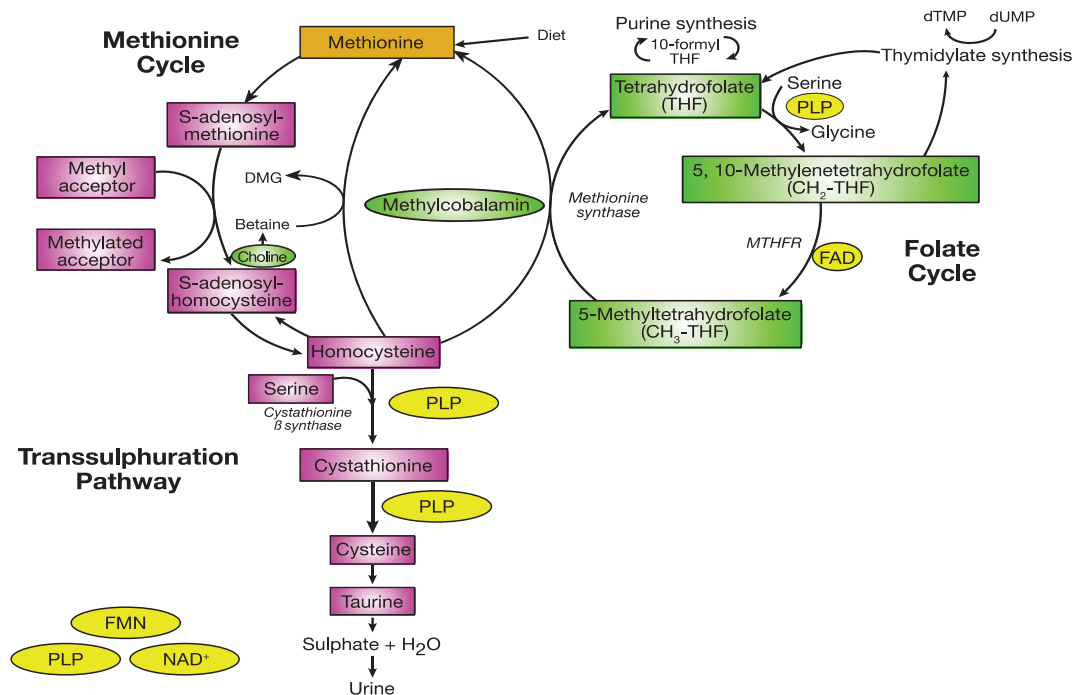 Methionine
Cycle
Methionine
Diet
S-adenosyl-
methionine
Methyl
acceptor
DMG
Betaine
Choline
Methylated
acceptor
S-adenosyl-
homocysteine
Homocysteine
Methylcobalamin
Methionine
synthase
Purine synthesis
10-formyl
THF
Tetrahydrofolate
(THF)
Serine
PLP
Glycine
dTMP
dUMP
Thymidylate synthesis
5, 10-Methylenetetrahydrofolate
(CH₂-THF)
MTHFR
FAD
Folate
Cycle
5-Methyltetrahydrofolate
(CH₃-THF)
Serine
Cystathionine
ß synthase
PLP
Transsulphuration
Pathway
Cystathionine
PLP
Cysteine
Taurine
Sulphate + H₂O
Urine
FMN
PLP
NAD⁺